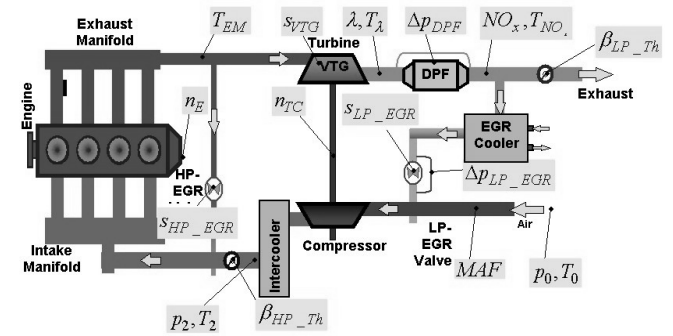 Exhaust
Manifold
T_EM
s_VTG
Turbine
VTG
λ, T_λ
Δp_DPF
DPF
NO_x, T_NO_x
β_LP_Th
Exhaust
Engine
n_E
n_TC
s_LP_EGR
EGR
Cooler
Δp_LP_EGR
HP-
EGR
s_HP_EGR
Intake
Manifold
Intercooler
Compressor
LP-
EGR
Valve
Air
MAF
p_0, T_0
p_2, T_2
β_HP_Th